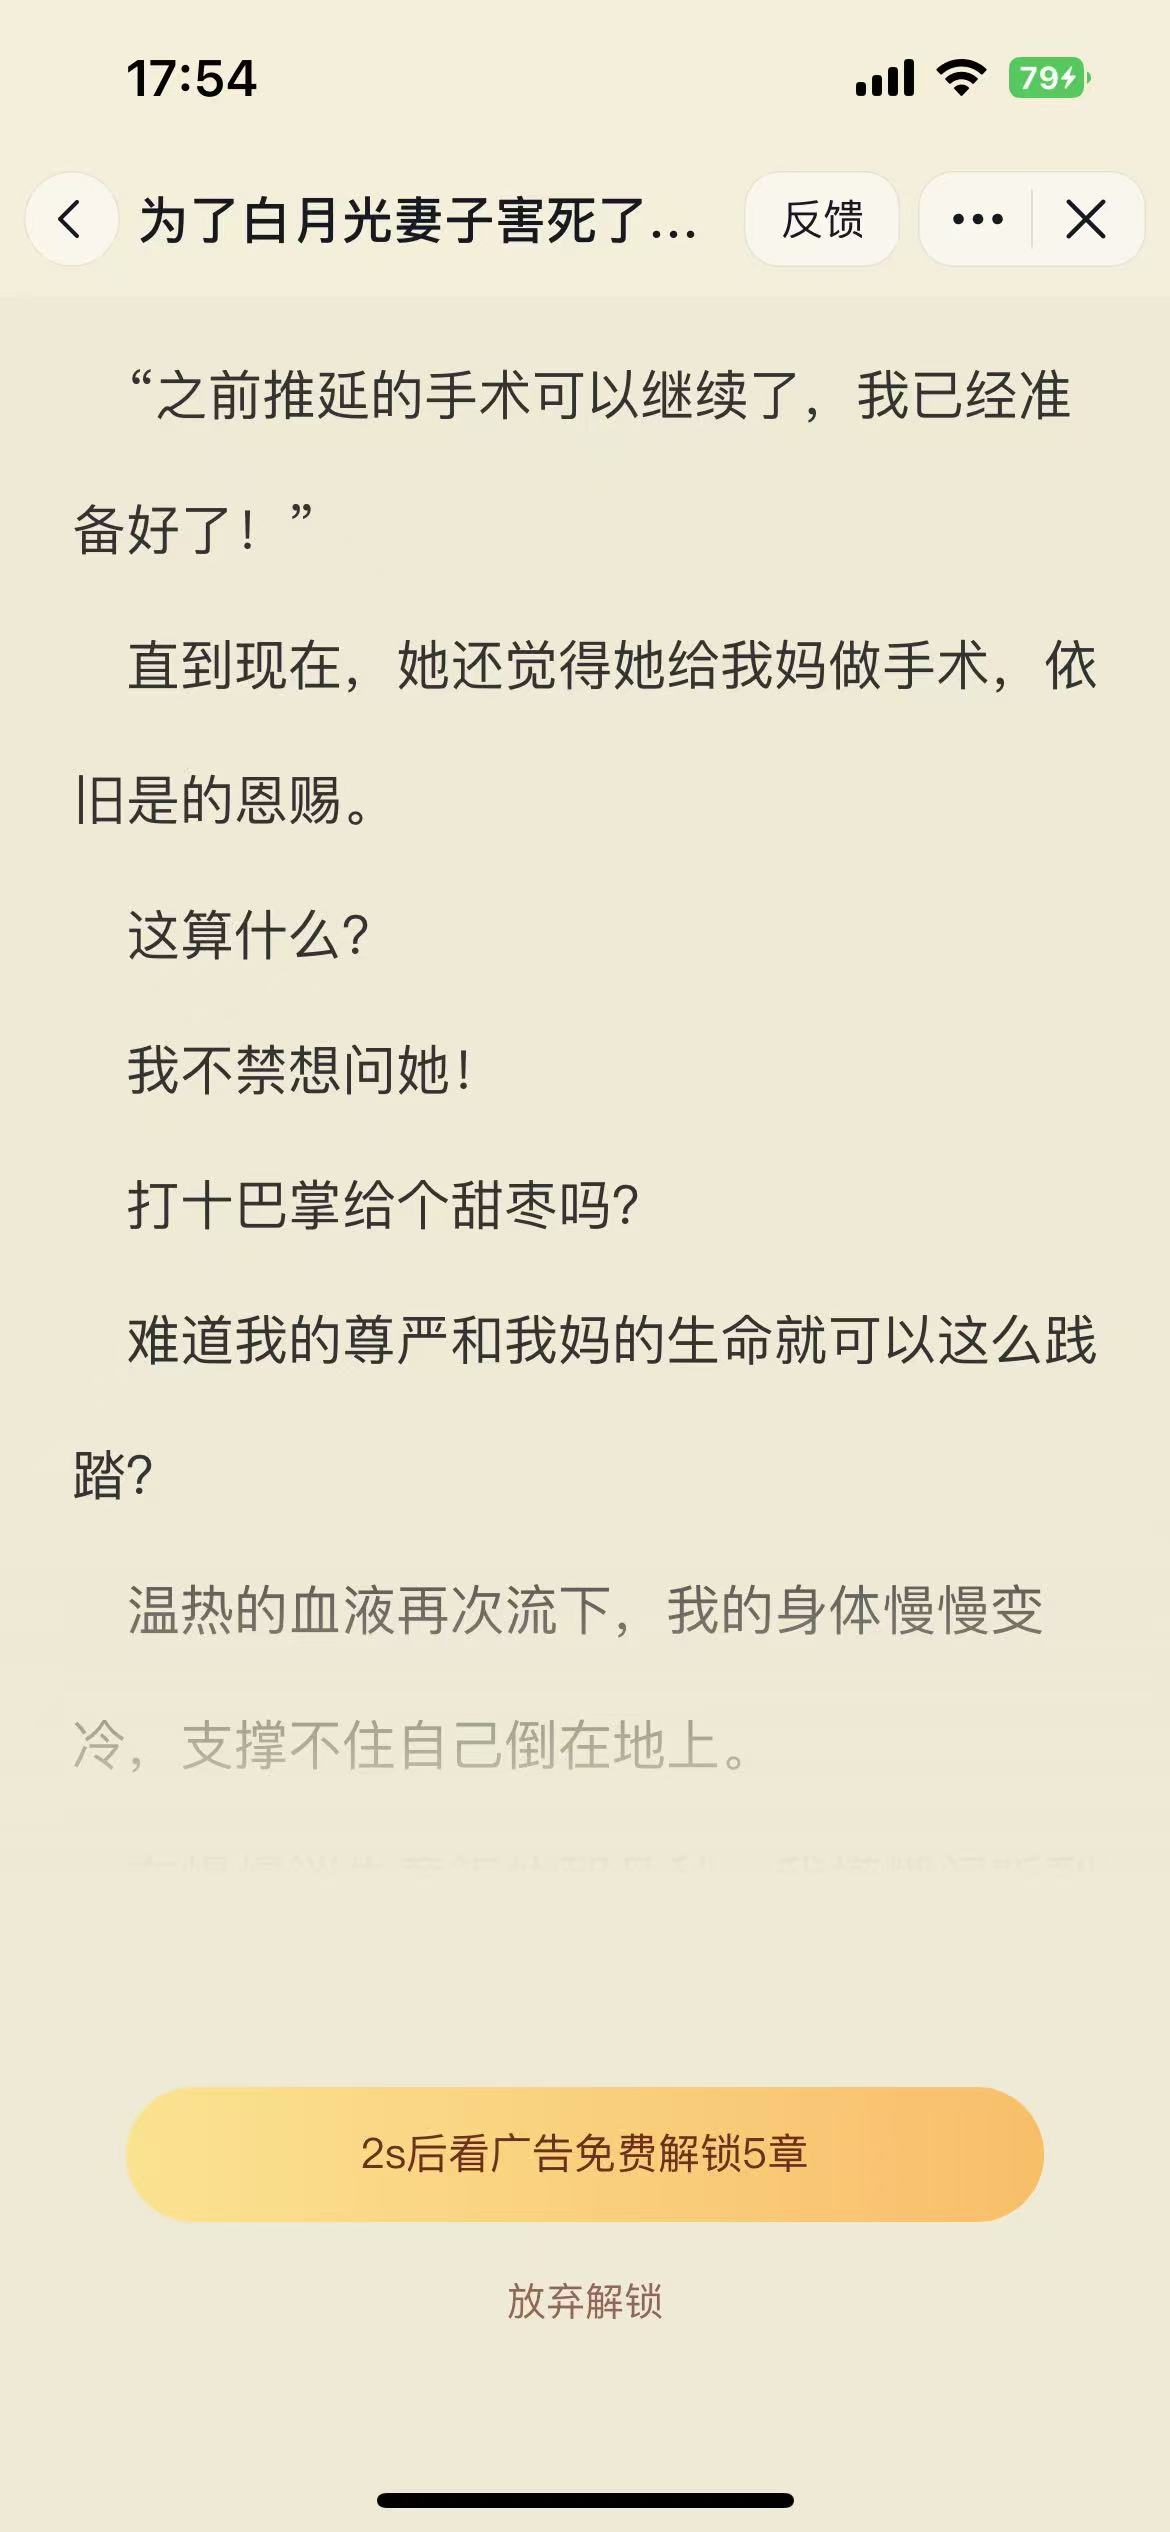 17:54
79
为了白月光妻子害死了...
反馈
“之前推延的手术可以继续了，我已经准
备好了！”
直到现在，她还觉得她给我妈做手术，依
旧是的恩赐。
这算什么?
我不禁想问她！
打十巴掌给个甜枣吗?
难道我的尊严和我妈的生命就可以这么践
踏?
温热的血液再次流下，我的身体慢慢变
冷，支撑不住自己倒在地上。
2s后看广告免费解锁5章
放弃解锁